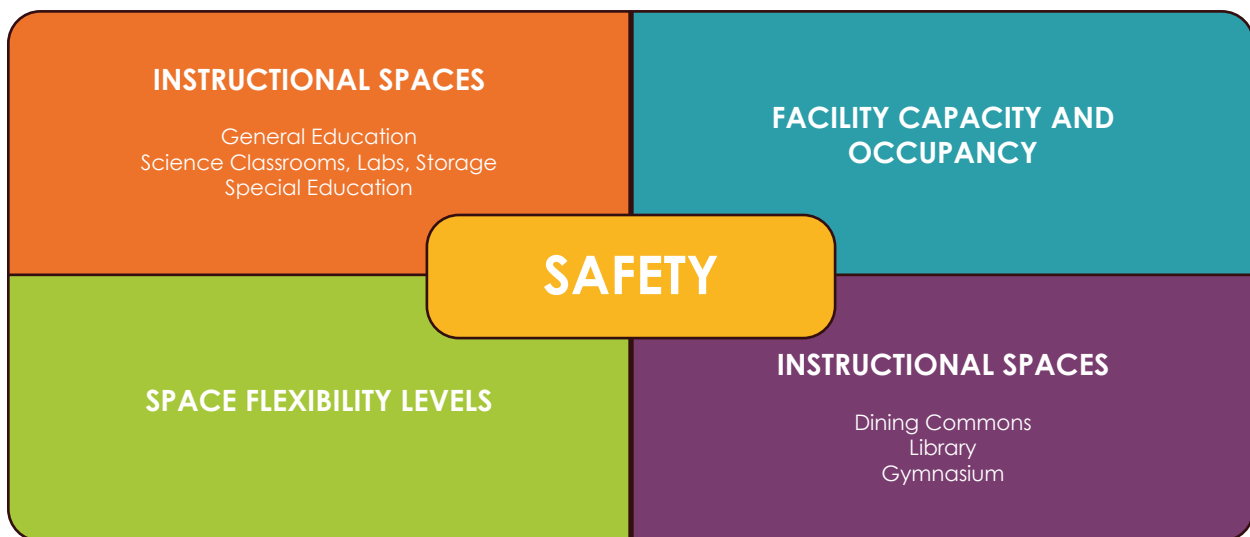 INSTRUCTIONAL SPACES
General Education
Science Classrooms, Labs, Storage
Special Education
FACILITY CAPACITY AND
OCCUPANCY
SAFETY
SPACE FLEXIBILITY LEVELS
INSTRUCTIONAL SPACES
Dining Commons
Library
Gymnasium